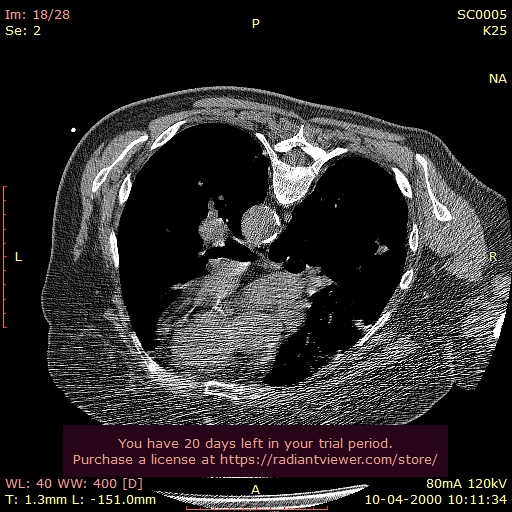 Im: 18/28
Se: 2
P
SC0005
K25
NA
L
R
You have 20 days left in your trial period.
Purchase a license at https://radiantviewer.com/store/
WL: 40 WW: 400 [D]
T: 1.3mm L: -151.0mm
A
80mA 120kV
10-04-2000 10:11:34